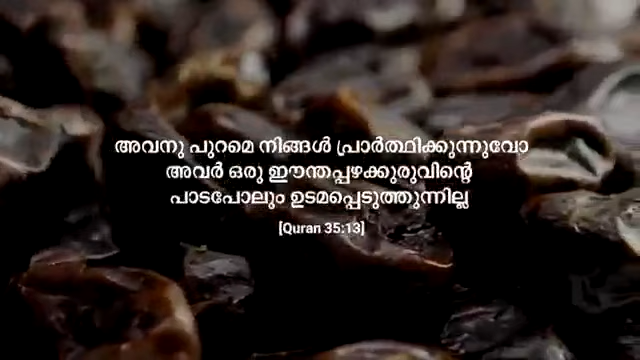 അവനു പുറമെ നിങ്ങൾ പ്രാർത്ഥിക്കുന്നുവോ
അവർ ഒരു ഈന്തപ്പഴക്കുരുവിന്റെ
പാടപോലും ഉടമപ്പെടുത്തുന്നില്ല
[Quran 35:13]